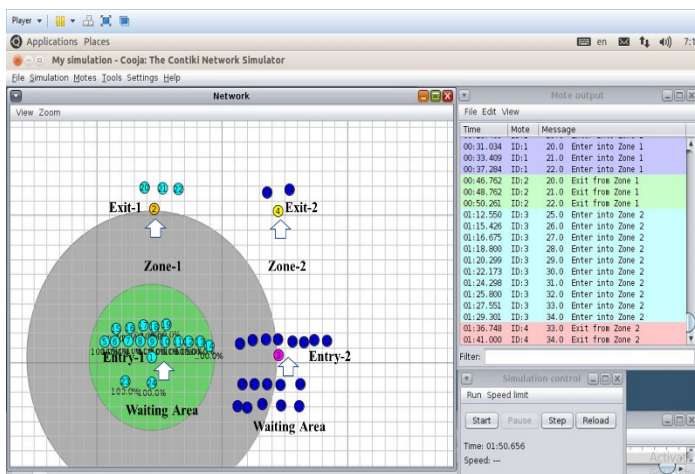 Player
Applications Places
en
7:1
My simulation - Cooja: The Contiki Network Simulator
File Simulation Motes Tools Settings Help
Network
View Zoom
20 21 22
Exit-1 2
4 Exit-2
Zone-1
Zone-2
Entry-1 1
3 Entry-2
100.0%
Waiting Area
Waiting Area
Mote output
File Edit View
Time Mote Message
00:31.034 ID:1 20.0 Enter into Zone 1
00:33.409 ID:1 21.0 Enter into Zone 1
00:37.284 ID:1 22.0 Enter into Zone 1
00:46.762 ID:2 20.0 Exit from Zone 1
00:48.762 ID:2 21.0 Exit from Zone 1
00:50.261 ID:2 22.0 Exit from Zone 1
01:12.550 ID:3 25.0 Enter into Zone 2
01:15.426 ID:3 26.0 Enter into Zone 2
01:16.675 ID:3 27.0 Enter into Zone 2
01:18.800 ID:3 28.0 Enter into Zone 2
01:20.299 ID:3 29.0 Enter into Zone 2
01:22.173 ID:3 30.0 Enter into Zone 2
01:24.298 ID:3 31.0 Enter into Zone 2
01:25.800 ID:3 32.0 Enter into Zone 2
01:27.551 ID:3 33.0 Enter into Zone 2
01:29.301 ID:3 34.0 Enter into Zone 2
01:36.748 ID:4 33.0 Exit from Zone 2
01:41.000 ID:4 34.0 Exit from Zone 2
Filter:
Simulation control
Run Speed limit
Start Pause Step Reload
Time: 01:50.656
Speed: ---